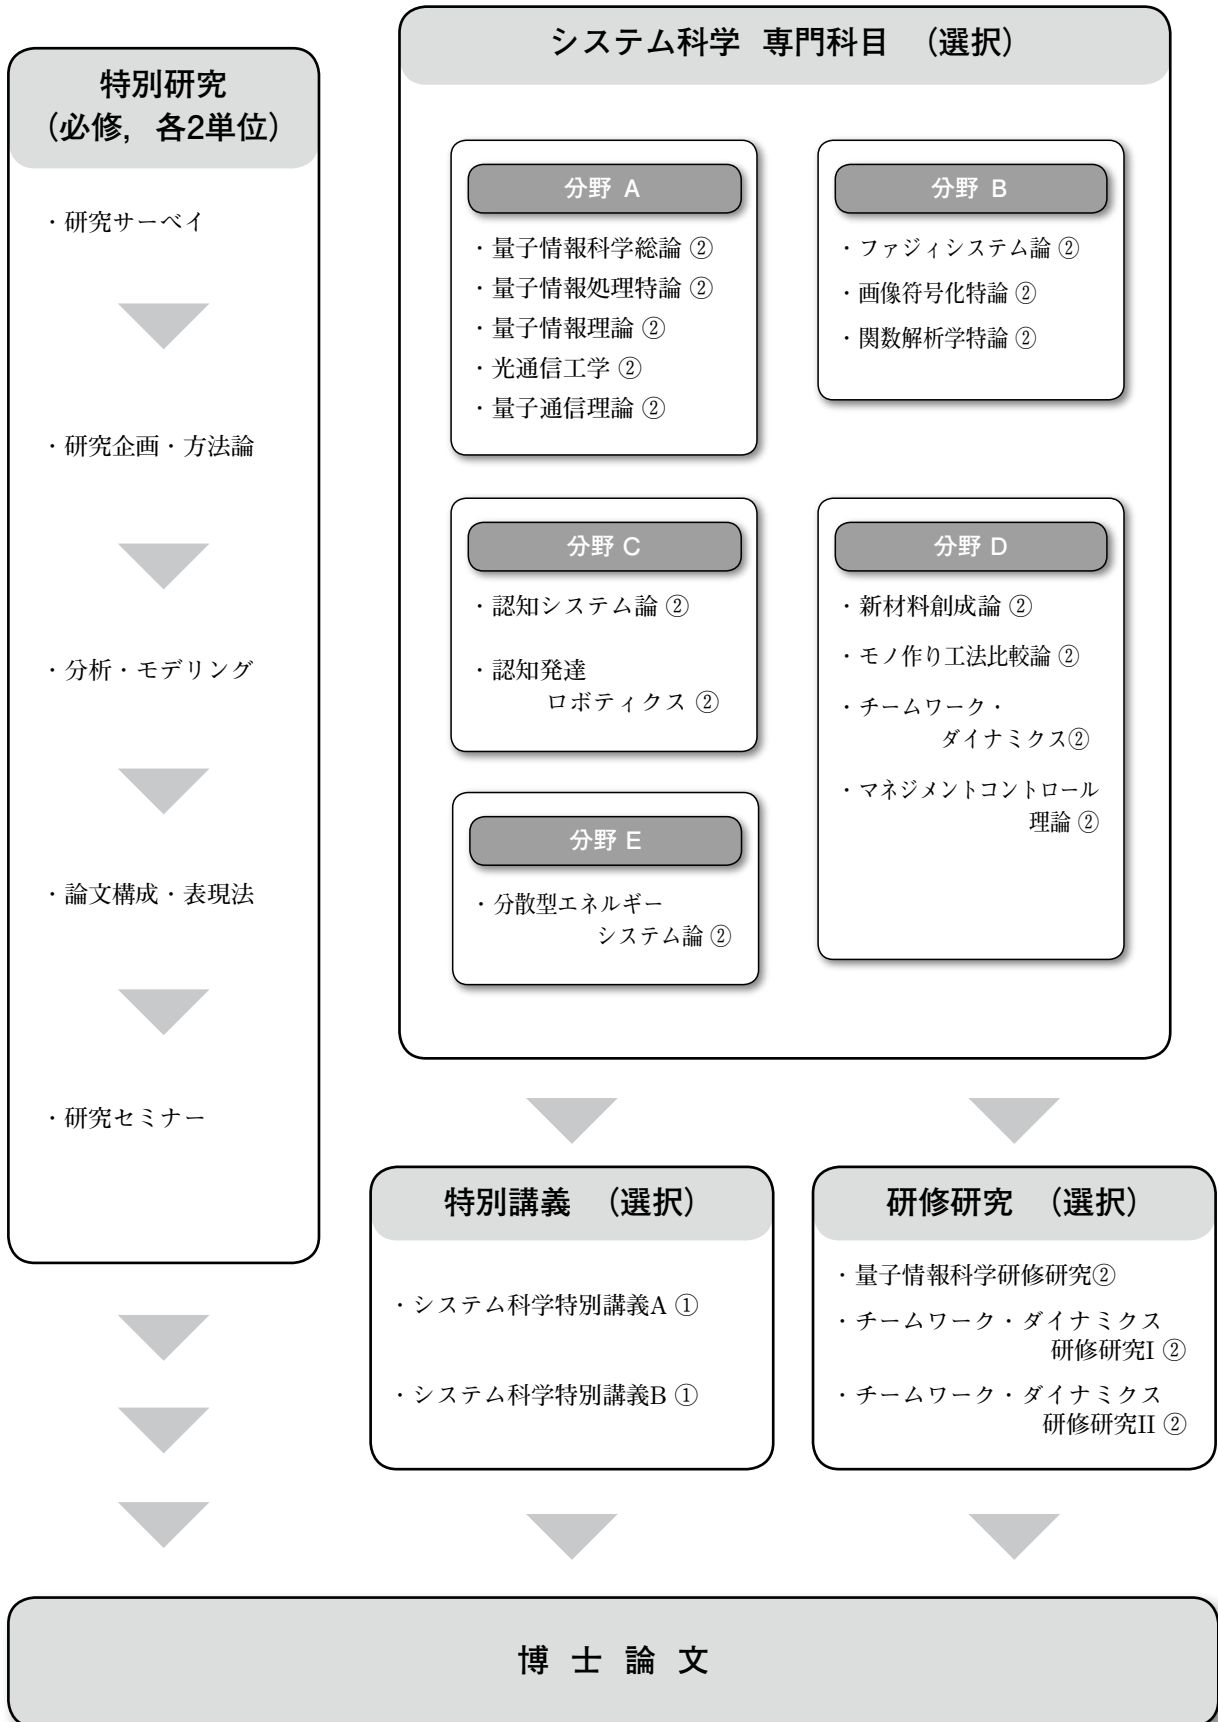 特別研究
（必修，各2単位）
・研究サーベイ
・研究企画・方法論
・分析・モデリング
・論文構成・表現法
・研究セミナー
システム科学 専門科目 （選択）
分野 A
・量子情報科学総論 ②
・量子情報処理特論 ②
・量子情報理論 ②
・光通信工学 ②
・量子通信理論 ②
分野 B
・ファジィシステム論 ②
・画像符号化特論 ②
・関数解析学特論 ②
分野 C
・認知システム論 ②
・認知発達
ロボティクス ②
分野 D
・新材料創成論 ②
・モノ作り工法比較論 ②
・チームワーク・
ダイナミクス②
・マネジメントコントロール
理論 ②
分野 E
・分散型エネルギー
システム論 ②
特別講義 （選択）
・システム科学特別講義A ①
・システム科学特別講義B ①
研修研究 （選択）
・量子情報科学研修研究②
・チームワーク・ダイナミクス
研修研究I ②
・チームワーク・ダイナミクス
研修研究II ②
博 士 論 文